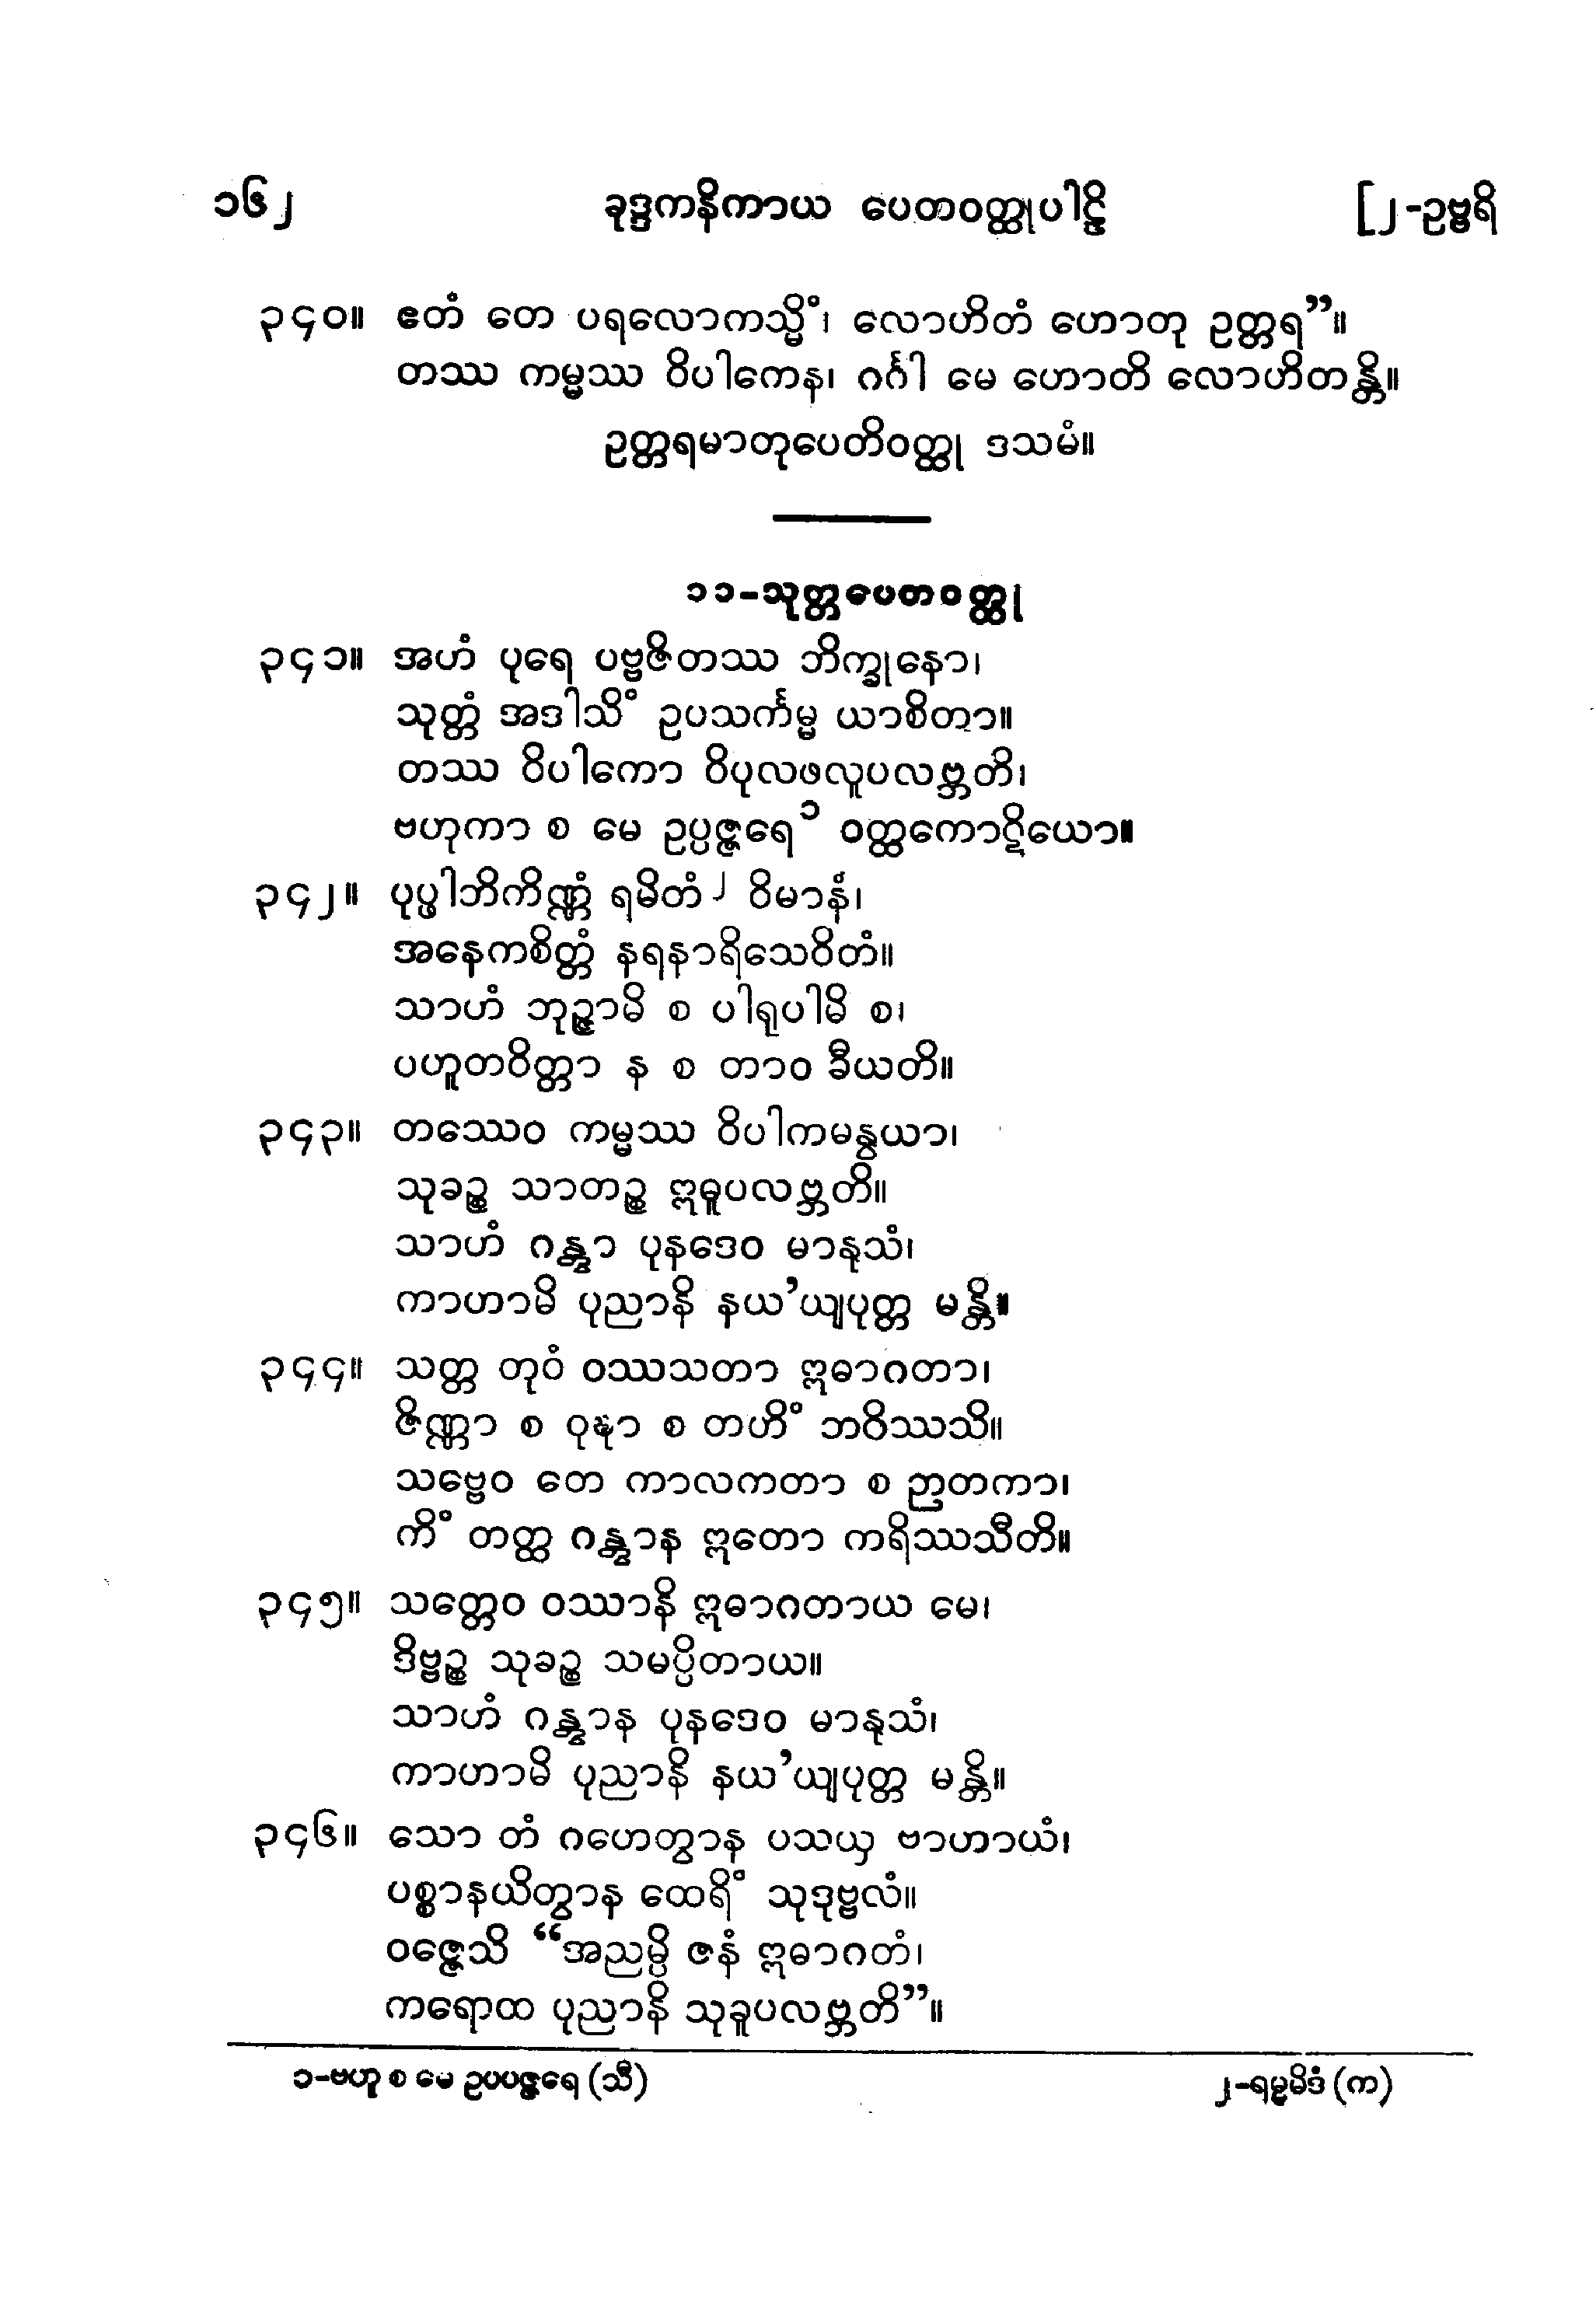 ၁၆၂ ခုဒ္ဒကနိကာယ ပေတဝတ္ထုပါဠိ [၂-ဥဗ္ဗရိ
၃၄၀။ ဧတံ တေ ပရလောကသ္မိံ၊ လောဟိတံ ဟောတု ဥတ္တရ”။
တဿ ကမ္မဿ ဝိပါကေန၊ ဂင်္ဂါ မေ ဟောတိ လောဟိတန္တိ။
ဥတ္တရမာတုပေတိဝတ္ထု ဒသမံ။
၁၁-သုတ္တပေတဝတ္ထု
၃၄၁။ အဟံ ပုရေ ပဗ္ဗဇိတဿ ဘိက္ခုနော၊
သုတ္တံ အဒါသိံ ဥပသင်္ကမ္မ ယာစိတာ။
တဿ ဝိပါကော ဝိပုလဖလူပလဗ္ဘတိ၊
ဗဟုကာ စ မေ ဥပ္ပဇ္ဇရေ ၁ ဝတ္ထကောဋိယော။
၃၄၂။ ပုပ္ဖါဘိကိဏ္ဏံ ရမိတံ ၂ ဝိမာနံ၊
အနေကစိတ္တံ နရနာရိသေဝိတံ။
သာဟံ ဘုဉ္ဇာမိ စ ပါရုပါမိ စ၊
ပဟူတဝိတ္တာ န စ တာဝ ခီယတိ။
၃၄၃။ တဿေဝ ကမ္မဿ ဝိပါကမန္ဝယာ၊
သုခဉ္စ သာတဉ္စ ဣဓူပလဗ္ဘတိ။
သာဟံ ဂန္တွာ ပုနဒေဝ မာနုသံ၊
ကာဟာမိ ပုညာနိ နယ’ယျပုတ္တ မန္တိ။
၃၄၄။ သတ္တ တုဝံ ဝဿသတာ ဣဓာဂတာ၊
ဇိဏ္ဏာ စ ဝုဍ္ဎာ စ တဟိံ ဘဝိဿသိ။
သဗ္ဗေဝ တေ ကာလကတာ စ ဉာတကာ၊
ကိံ တတ္ထ ဂန္တွာန ဣတော ကရိဿသီတိ။
၃၄၅။ သတ္တေဝ ဝဿာနိ ဣဓာဂတာယ မေ၊
ဒိဗ္ဗဉ္စ သုခဉ္စ သမပ္ပိတာယ။
သာဟံ ဂန္တွာန ပုနဒေဝ မာနုသံ၊
ကာဟာမိ ပုညာနိ နယ’ယျပုတ္တ မန္တိ။
၃၄၆။ သော တံ ဂဟေတွာန ပသယှ ဗာဟာယံ၊
ပစ္စာနယိတွာန ထေရိံ သုဒုဗ္ဗလံ။
ဝဇ္ဇေသိ “အညမ္ပိ ဇနံ ဣဓာဂတံ၊
ကရောထ ပုညာနိ သုခူပလဗ္ဘတိ”။
၁-ဗဟူ စ မေ ဥပပဇ္ဇရေ (သီ) ၂-ရမ္မမိဒံ (က)